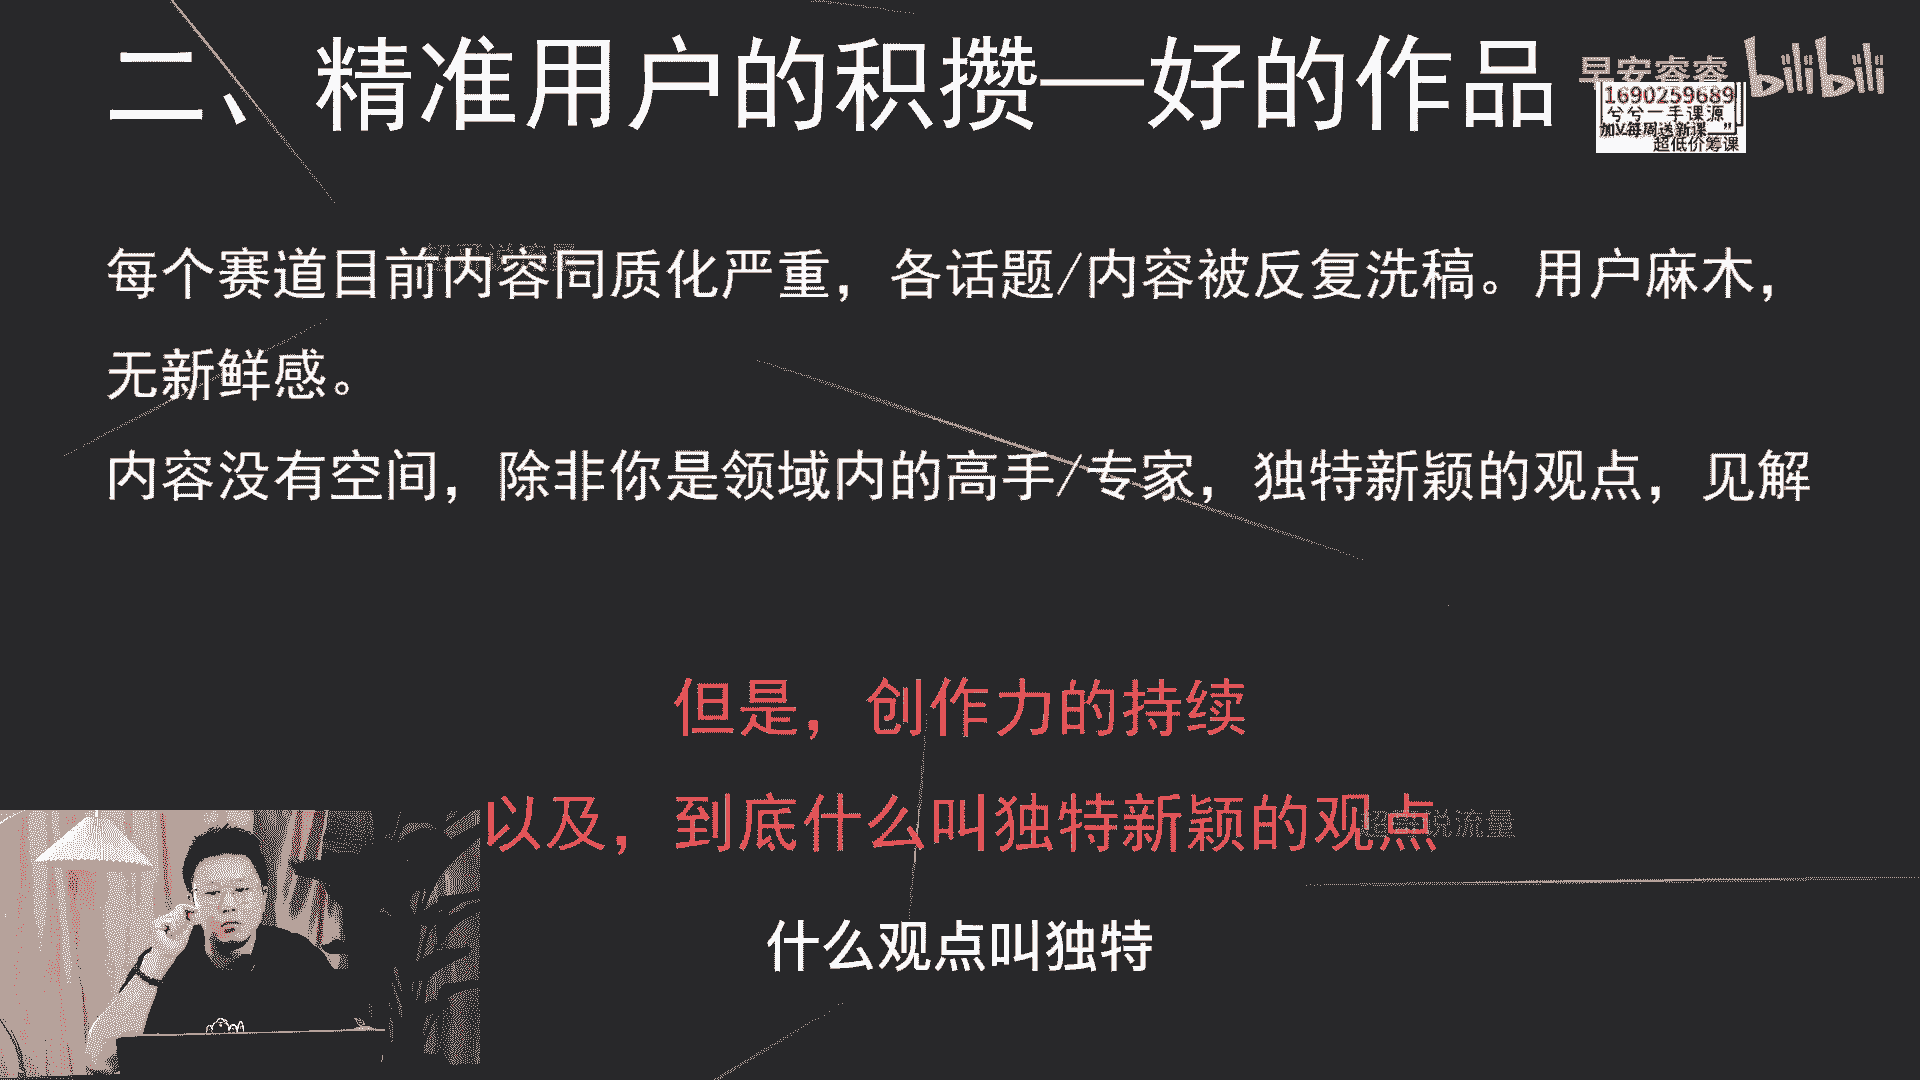 二、精准用户的积攒—好的作品
早安睿睿 bilibili
1690259689
兮兮一手课源
加V每周送新课
超低价筹课
每个赛道目前内容同质化严重，各话题/内容被反复洗稿。用户麻木，
无新鲜感。
内容没有空间，除非你是领域内的高手/专家，独特新颖的观点，见解
但是，创作力的持续
以及，到底什么叫独特新颖的观点
说流量
什么观点叫独特